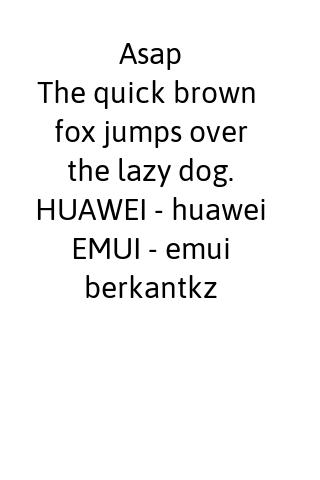 Asap
The quick brown
fox jumps over
the lazy dog.
HUAWEI - huawei
EMUI - emui
berkantkz